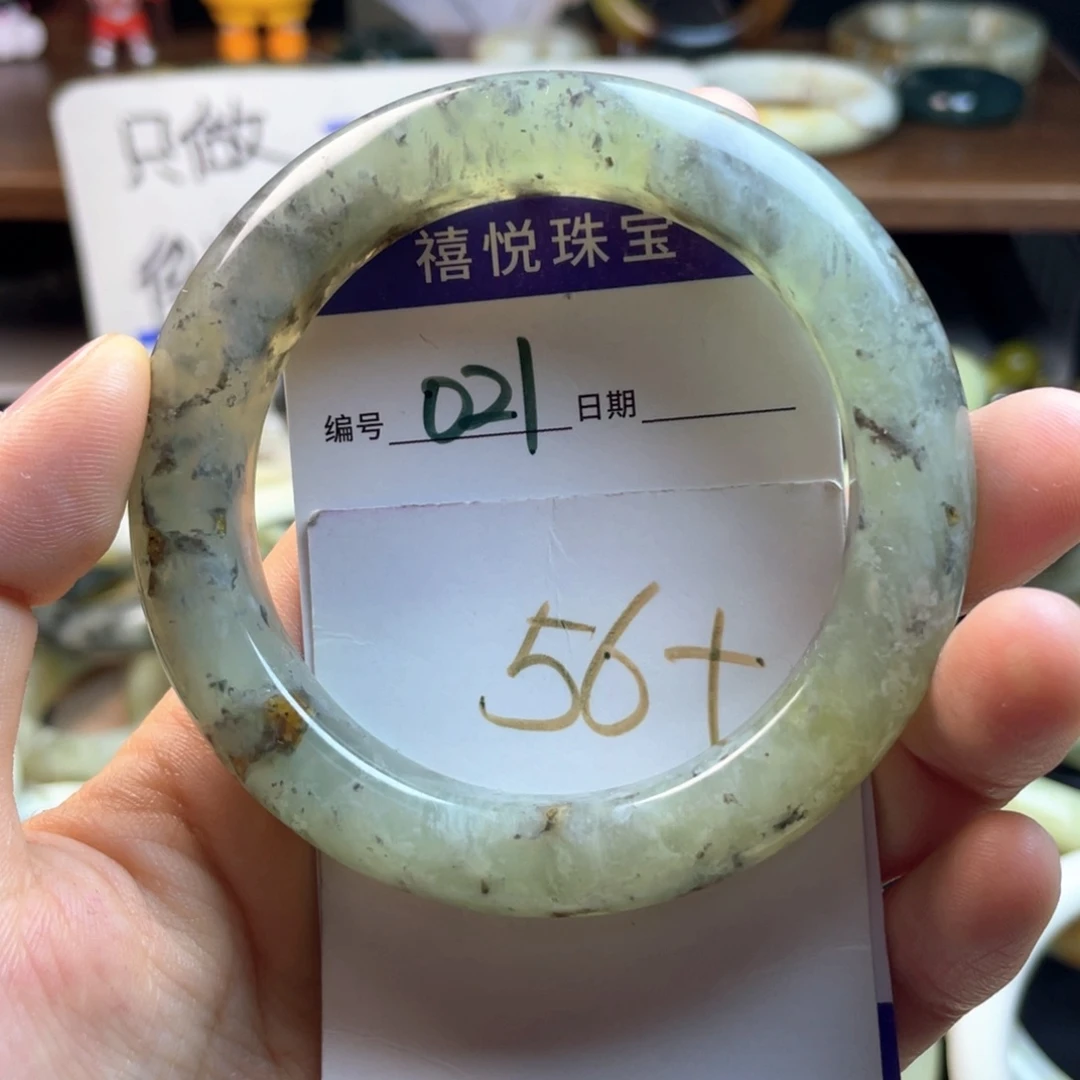 只做
禧悦珠宝
编号 021 日期
56+